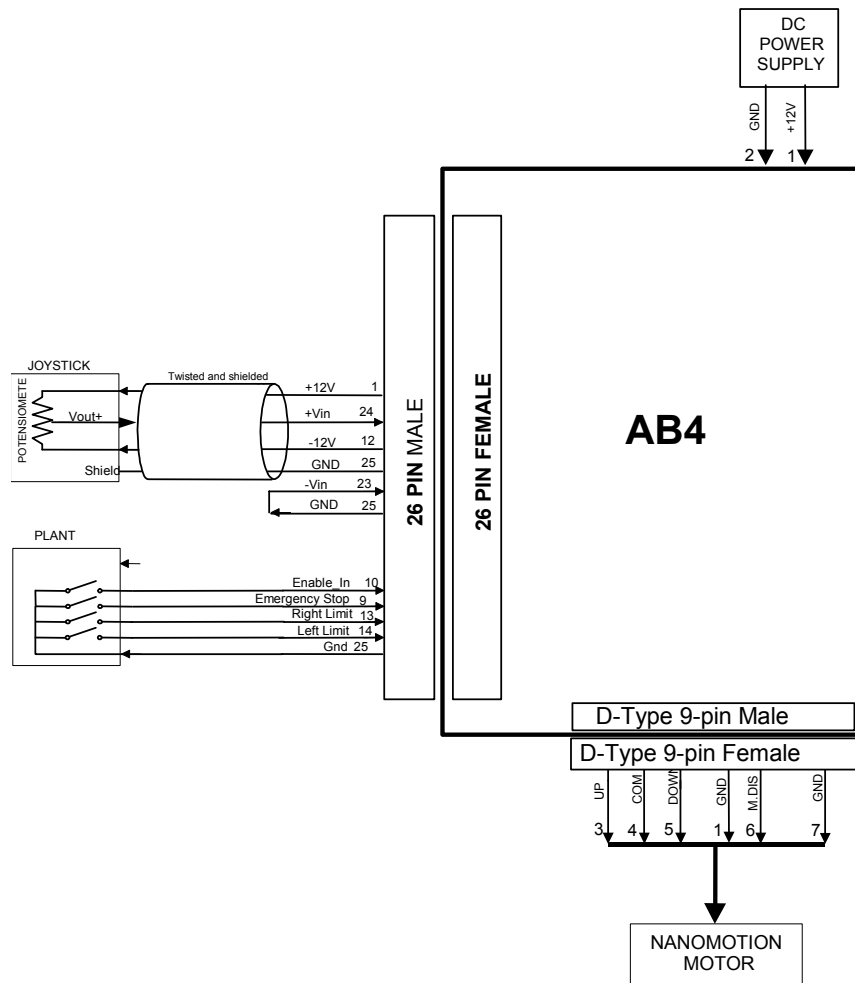 DC
POWER
SUPPLY
GND
+12V
2
1
JOYSTICK
POTENSIOMETE
Vout+
Shield
Twisted and shielded
+12V 1
+Vin 24
-12V 12
GND 25
-Vin 23
GND 25
PLANT
Enable_In 10
Emergency Stop 9
Right Limit 13
Left Limit 14
Gnd 25
26 PIN MALE
26 PIN FEMALE
AB4
D-Type 9-pin Male
D-Type 9-pin Female
UP
COM
DOWN
GND
M.DIS
GND
3 4 5 1 6 7
NANOMOTION
MOTOR